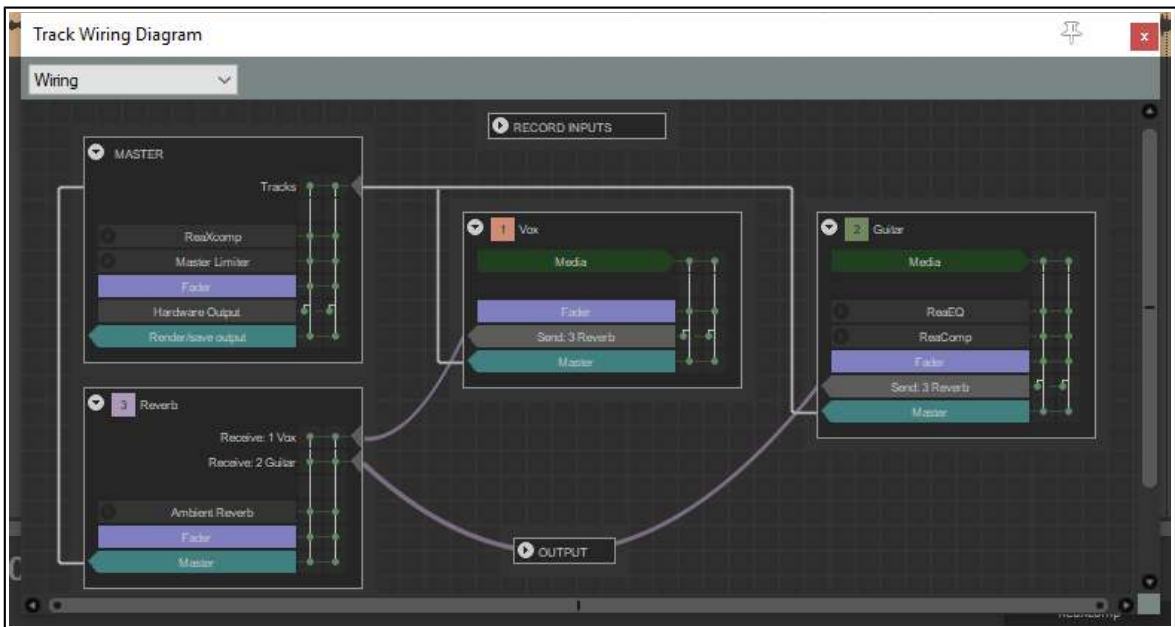 Track Wiring Diagram
x
Wiring
RECORD INPUTS
MASTER
Tracks
ReaXcomp
Master Limiter
Fader
Hardware Output
Render/save output
1 Vox
Media
Fader
Send: 3 Reverb
Master
2 Guitar
Media
ReaEQ
ReaComp
Fader
Send: 3 Reverb
Master
3 Reverb
Receive: 1 Vox
Receive: 2 Guitar
Ambient Reverb
Fader
Master
OUTPUT